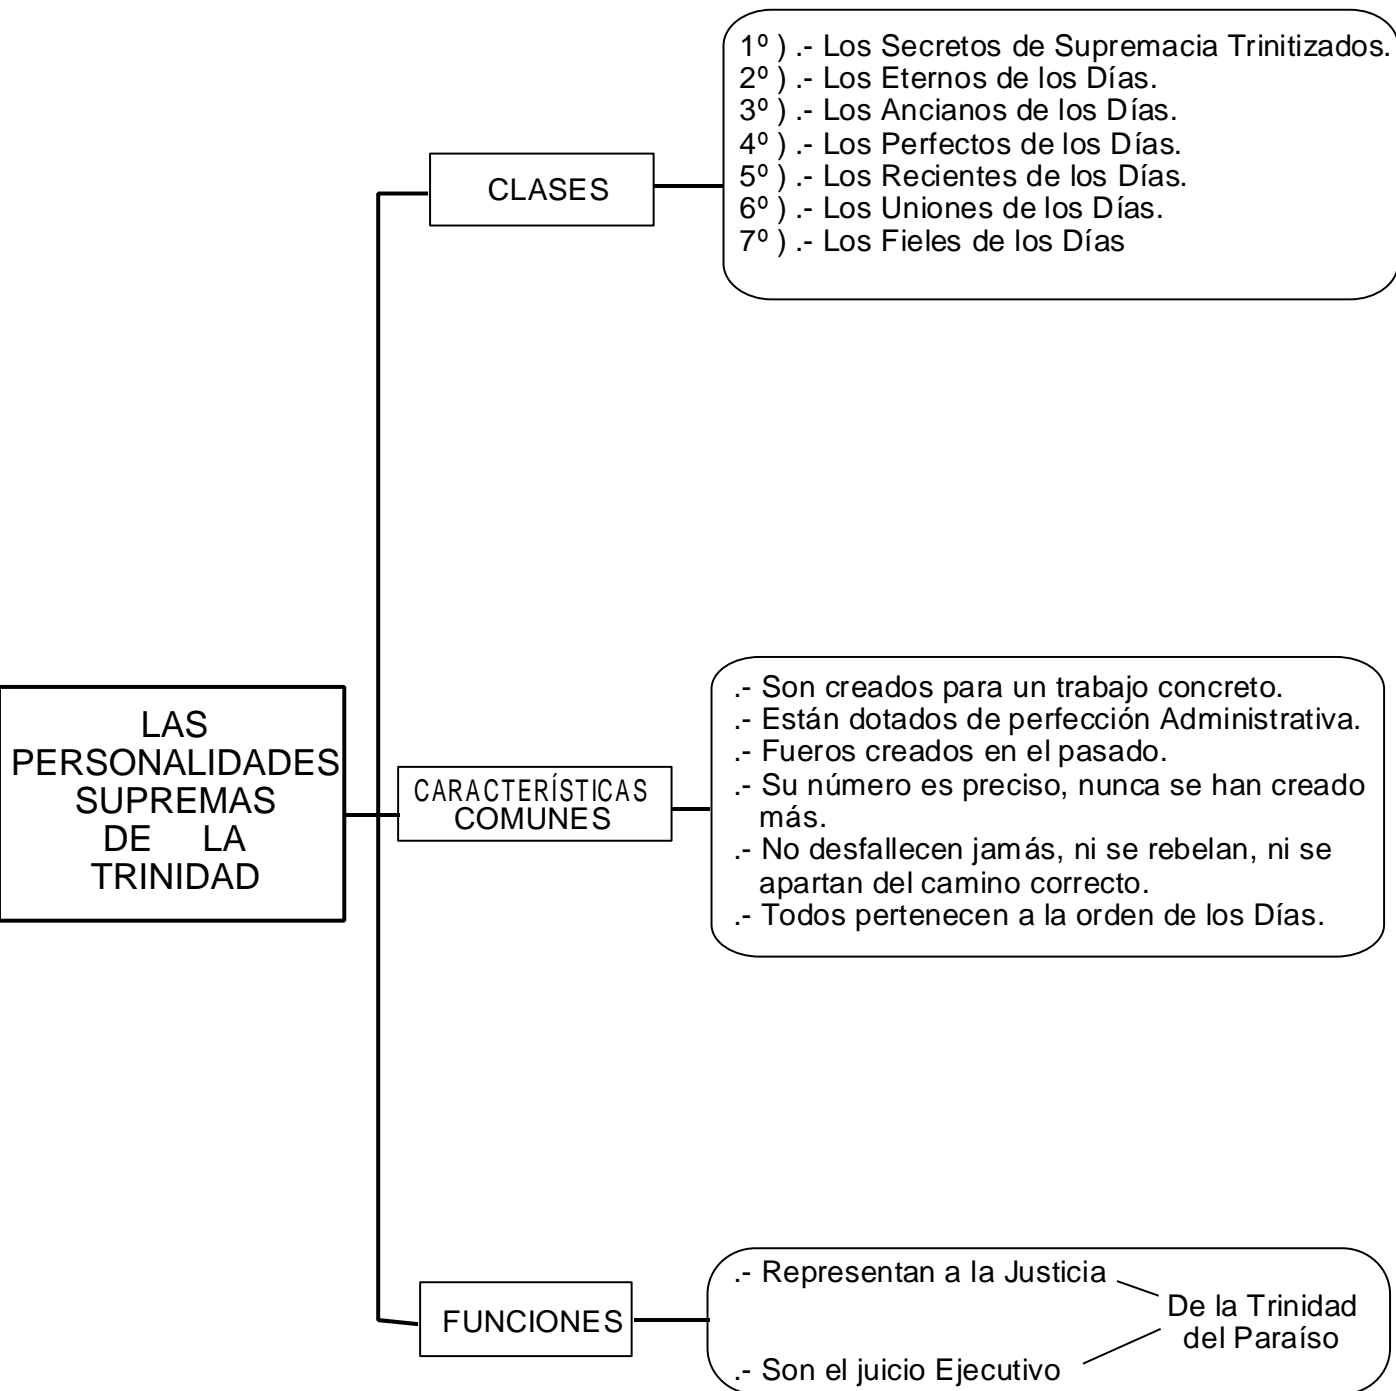 LAS
PERSONALIDADES
SUPREMAS
DE LA
TRINIDAD
CLASES
1º ) .- Los Secretos de Supremacia Trinitizados.
2º ) .- Los Eternos de los Días.
3º ) .- Los Ancianos de los Días.
4º ) .- Los Perfectos de los Días.
5º ) .- Los Recientes de los Días.
6º ) .- Los Uniones de los Días.
7º ) .- Los Fieles de los Días
CARACTERÍSTICAS
COMUNES
.- Son creados para un trabajo concreto.
.- Están dotados de perfección Administrativa.
.- Fueros creados en el pasado.
.- Su número es preciso, nunca se han creado
más.
.- No desfallecen jamás, ni se rebelan, ni se
apartan del camino correcto.
.- Todos pertenecen a la orden de los Días.
FUNCIONES
.- Representan a la Justicia
.- Son el juicio Ejecutivo
De la Trinidad
del Paraíso